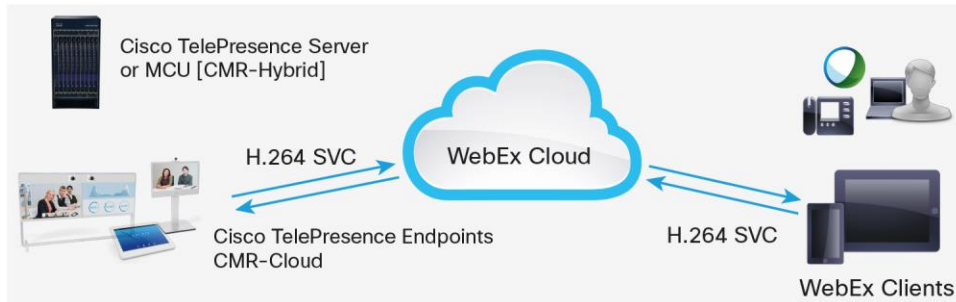 Cisco TelePresence Server
or MCU [CMR-Hybrid]
H.264 SVC
WebEx Cloud
Cisco TelePresence Endpoints
CMR-Cloud
H.264 SVC
WebEx Clients